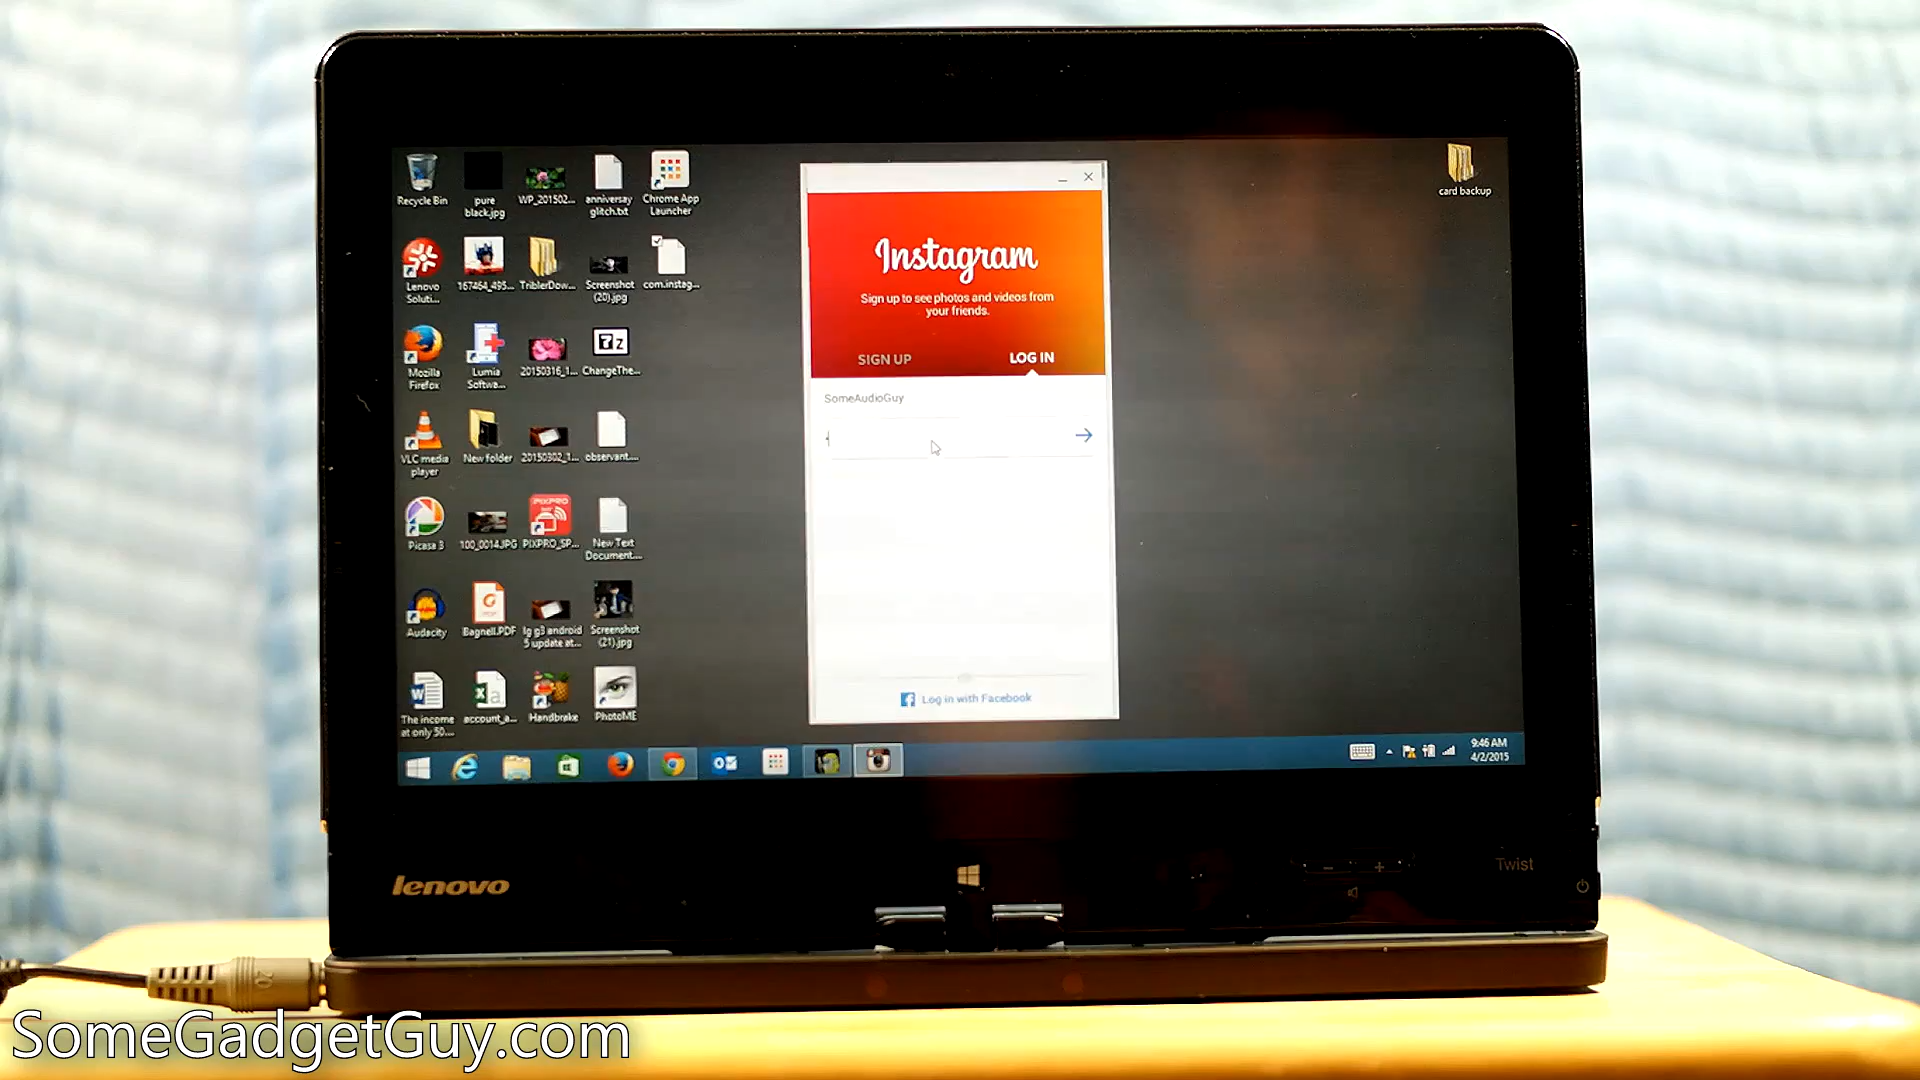 Recycle Bin
pure
black.jpg
WP_201502...
anniversay
glitch.txt
Chrome App
Launcher
card backup
Lenovo
Soluti...
167464_495...
TriblerDow...
Screenshot
(20).jpg
com.instag...
Mozilla
Firefox
Lumia
Softwa...
20150316_1...
7z
ChangeThe...
VLC media
player
New folder
20150302_1...
observant....
Picasa 3
100_0014.JPG
PIXPRO
PIXPRO_SP...
New Text
Document....
Audacity
Bagnell.PDF
lg g3 android
5 update at...
Screenshot
(21).jpg
The income
at only 50....
account_a...
Handbrake
PhotoME
Instagram
Sign up to see photos and videos from
your friends.
SIGN UP
LOG IN
SomeAudioGuy
Log in with Facebook
9:46 AM
4/2/2015
lenovo
Twist
20
SomeGadgetGuy.com